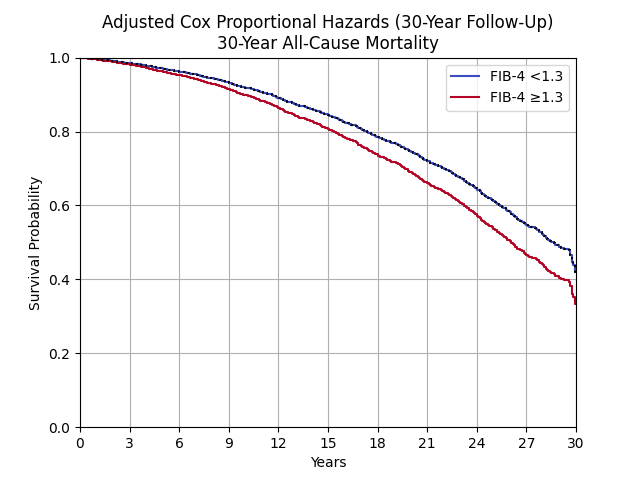 Adjusted Cox Proportional Hazards (30-Year Follow-Up)
30-Year All-Cause Mortality
FIB-4 <1.3
FIB-4 ≥1.3
Survival Probability
1.0
0.8
0.6
0.4
0.2
0.0
0 3 6 9 12 15 18 21 24 27 30
Years